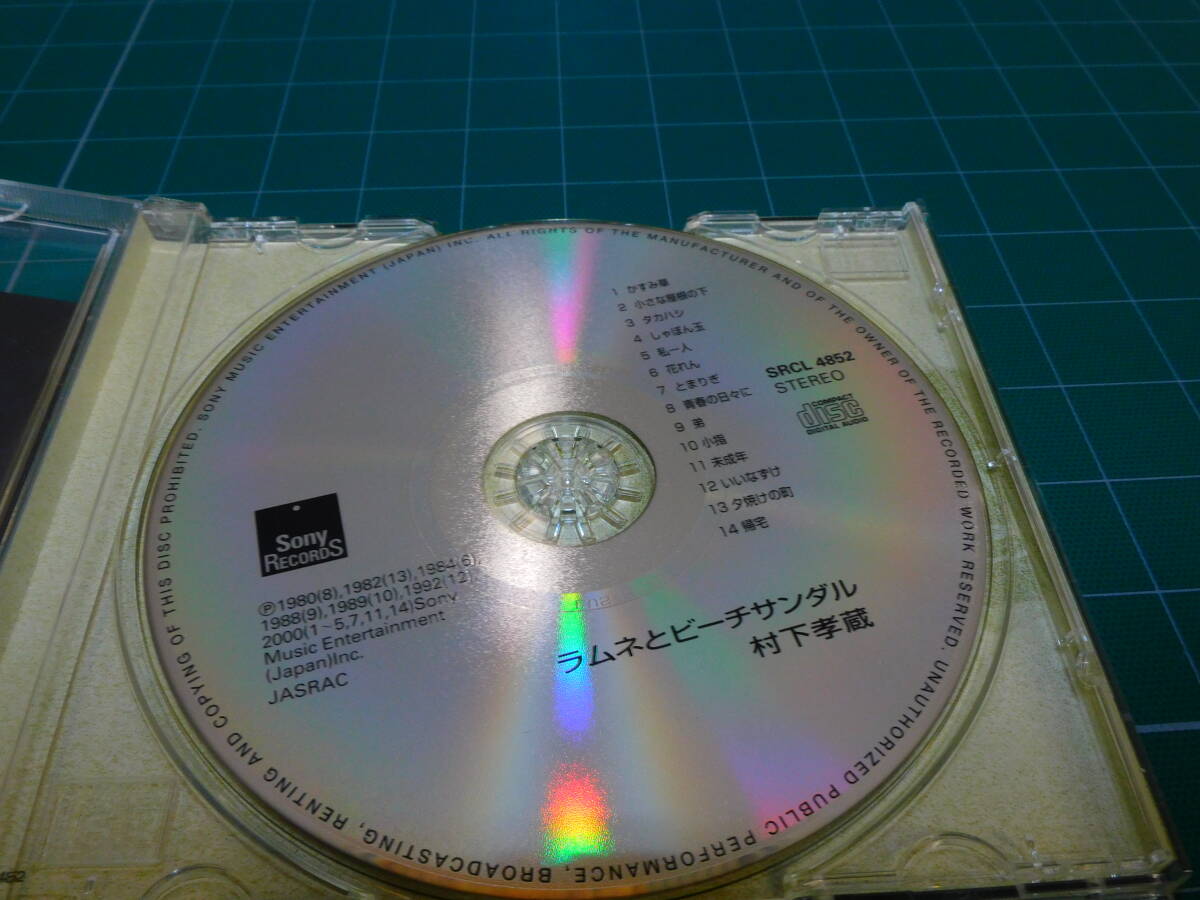 SONY MUSIC ENTERTAINMENT (JAPAN) INC. ALL RIGHTS OF THE MANUFACTURER AND OF THE OWNER OF THE RECORDED WORK RESERVED. UNAUTHORIZED PUBLIC PERFORMANCE, BROADCASTING, RENTING AND COPYING OF THIS DISC PROHIBITED.
1 かすみ草
2 小さな屋根の下
3 タカハシ
4 しゃぼん玉
5 私一人
6 花れん
7 とまりぎ
8 青春の日々に
9 弟
10 小指
11 未成年
12 いいなずけ
13 夕焼けの町
14 帰宅
SRCL 4852
STEREO
COMPACT
disc
DIGITAL AUDIO
Sony
RECORDS
℗1980(8),1982(13),1984(6),
1988(9),1989(10),1992(12),
2000(1~5,7,11,14)Sony
Music Entertainment
(Japan)Inc.
JASRAC
ラムネとビーチサンダル
村下孝蔵